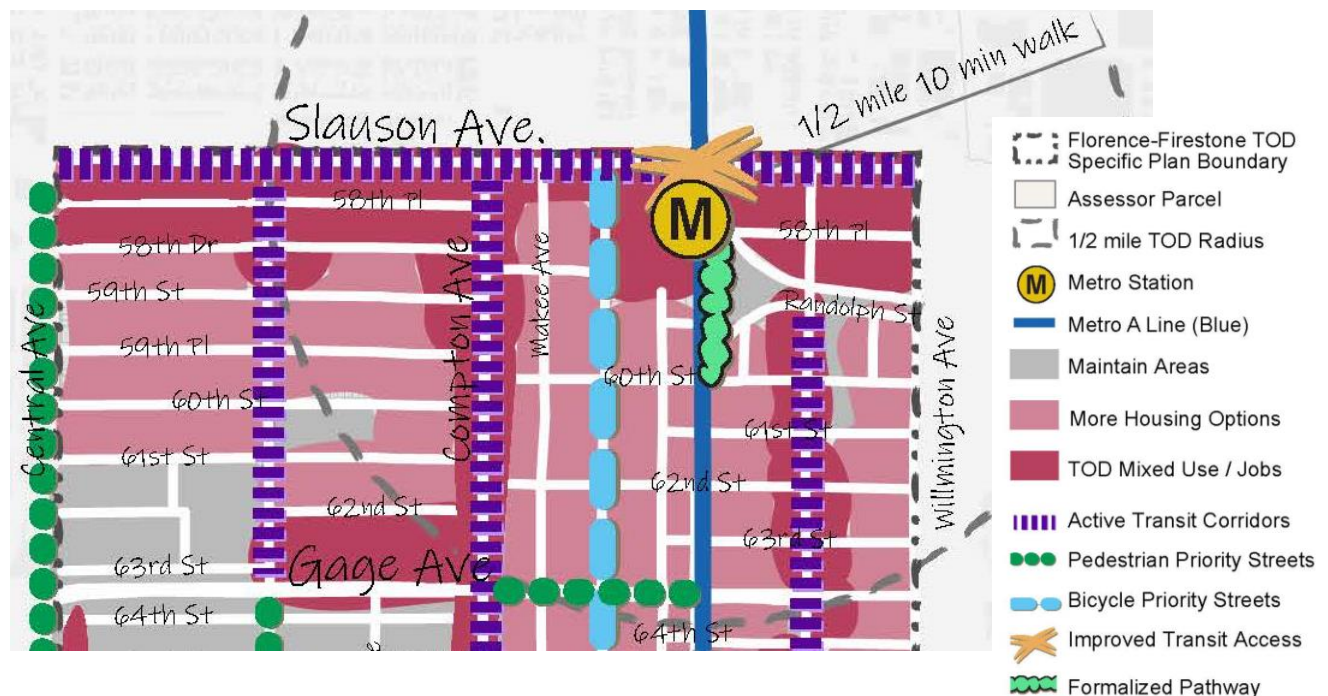 1/2 mile 10 min walk
Slauson Ave.
58th Pl
58th Dr
58th Pl
59th St
Randolph St
59th Pl
60th St
60th St
61st St
61st St
62nd St
62nd St
63rd St
63rd St
Gage Ave
64th St
64th St
Central Ave
Compton Ave
Makee Ave
Willmington Ave
M
Florence-Firestone TOD
Specific Plan Boundary
Assessor Parcel
1/2 mile TOD Radius
M
Metro Station
Metro A Line (Blue)
Maintain Areas
More Housing Options
TOD Mixed Use / Jobs
Active Transit Corridors
Pedestrian Priority Streets
Bicycle Priority Streets
Improved Transit Access
Formalized Pathway